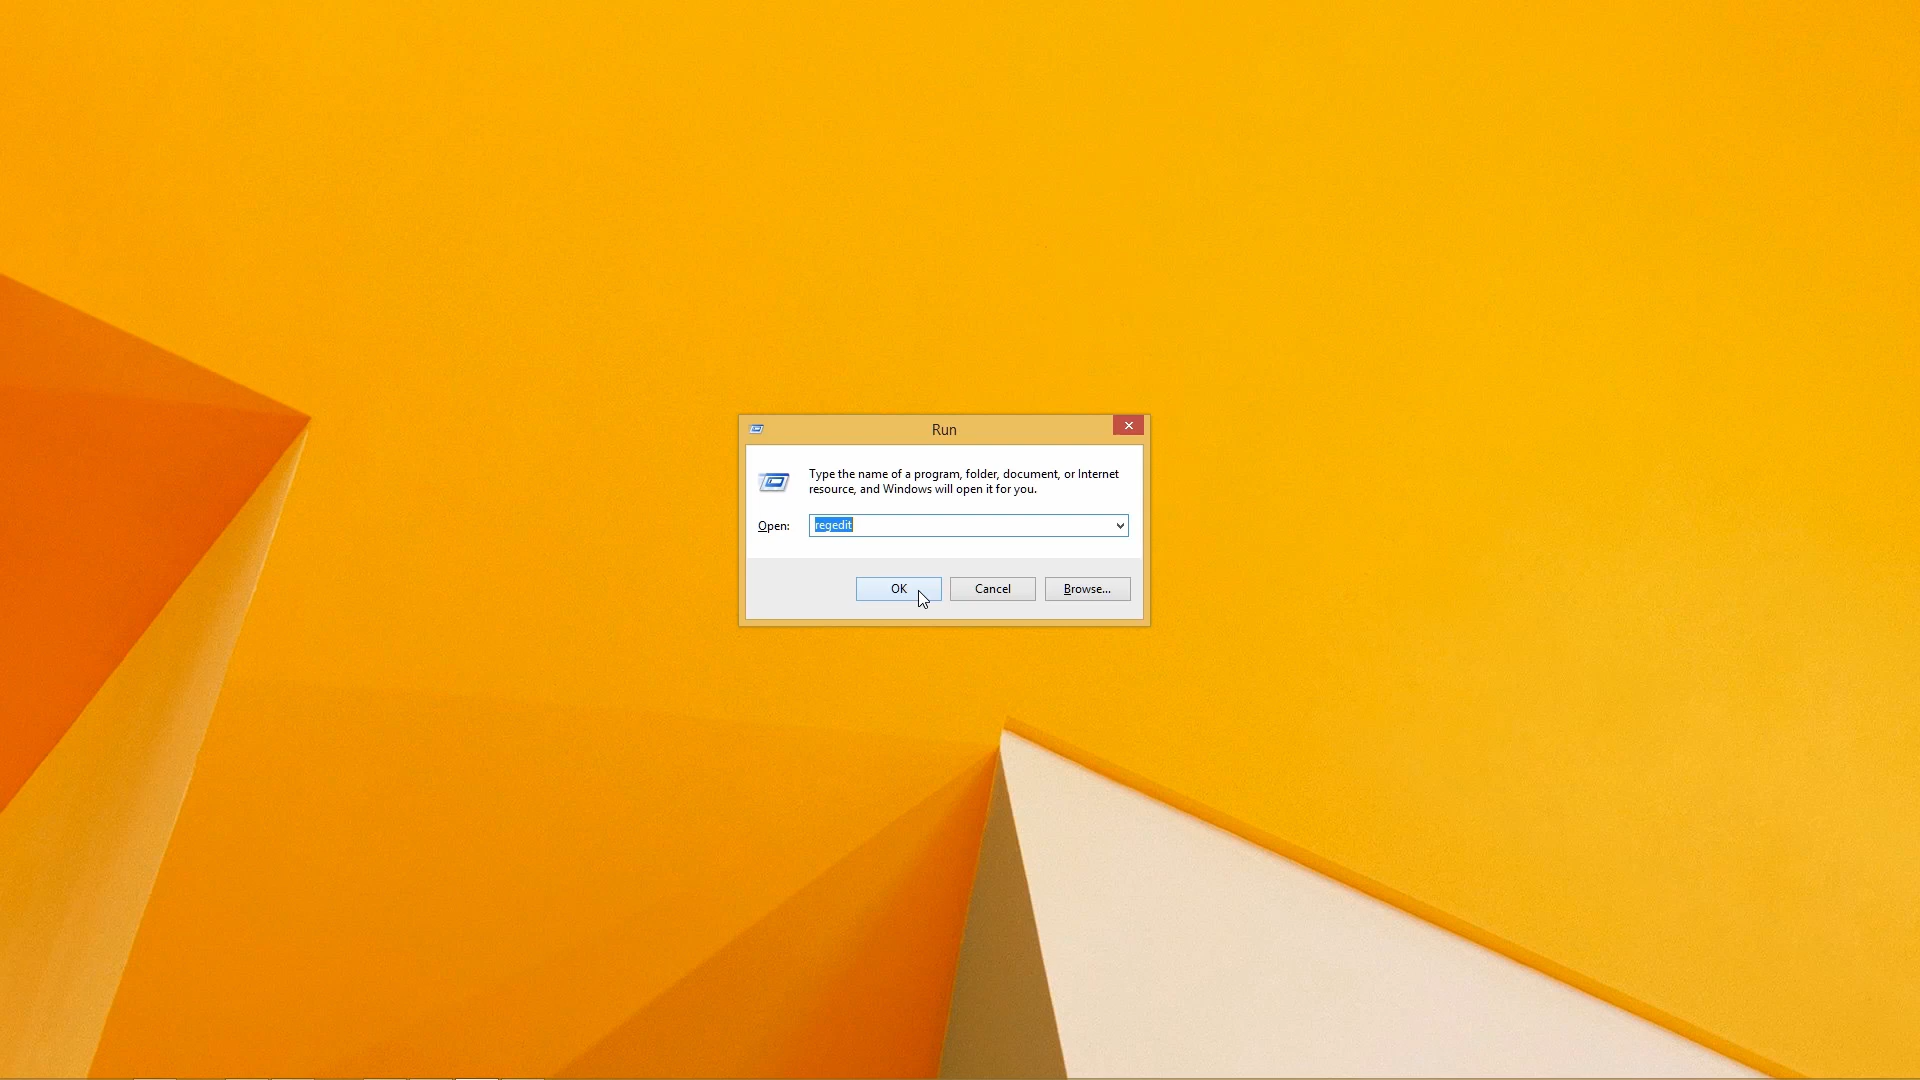 Run
Type the name of a program, folder, document, or Internet
resource, and Windows will open it for you.
Open: regedit
OK Cancel Browse...